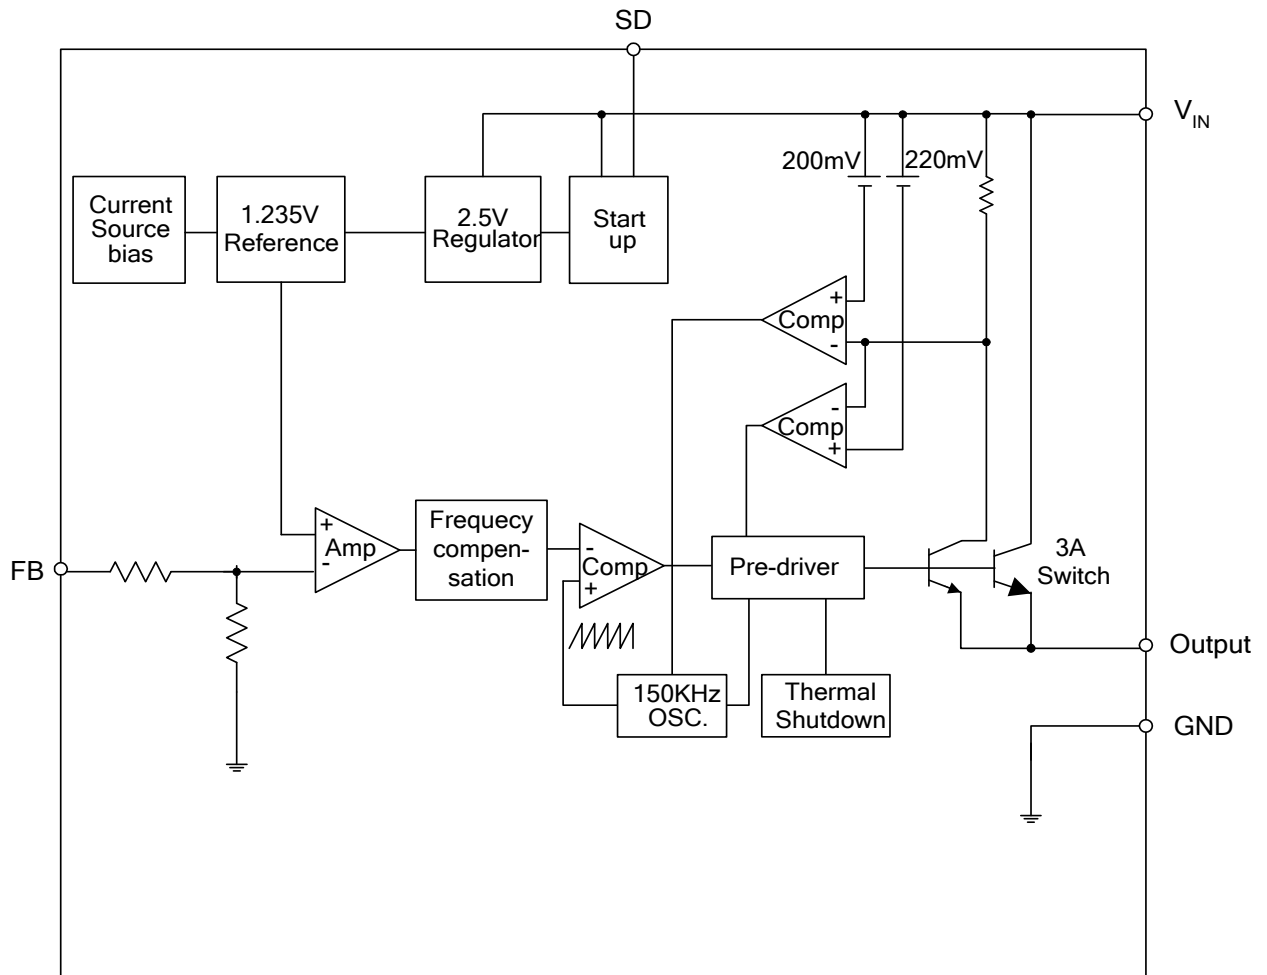 SD
V_IN
200mV
220mV
Current
Source
bias
1.235V
Reference
2.5V
Regulator
Start
up
+
Comp
-
-
Comp
+
FB
+
Amp
-
Frequecy
compen-
sation
-
Comp
+
Pre-driver
3A
Switch
Output
150KHz
OSC.
Thermal
Shutdown
GND